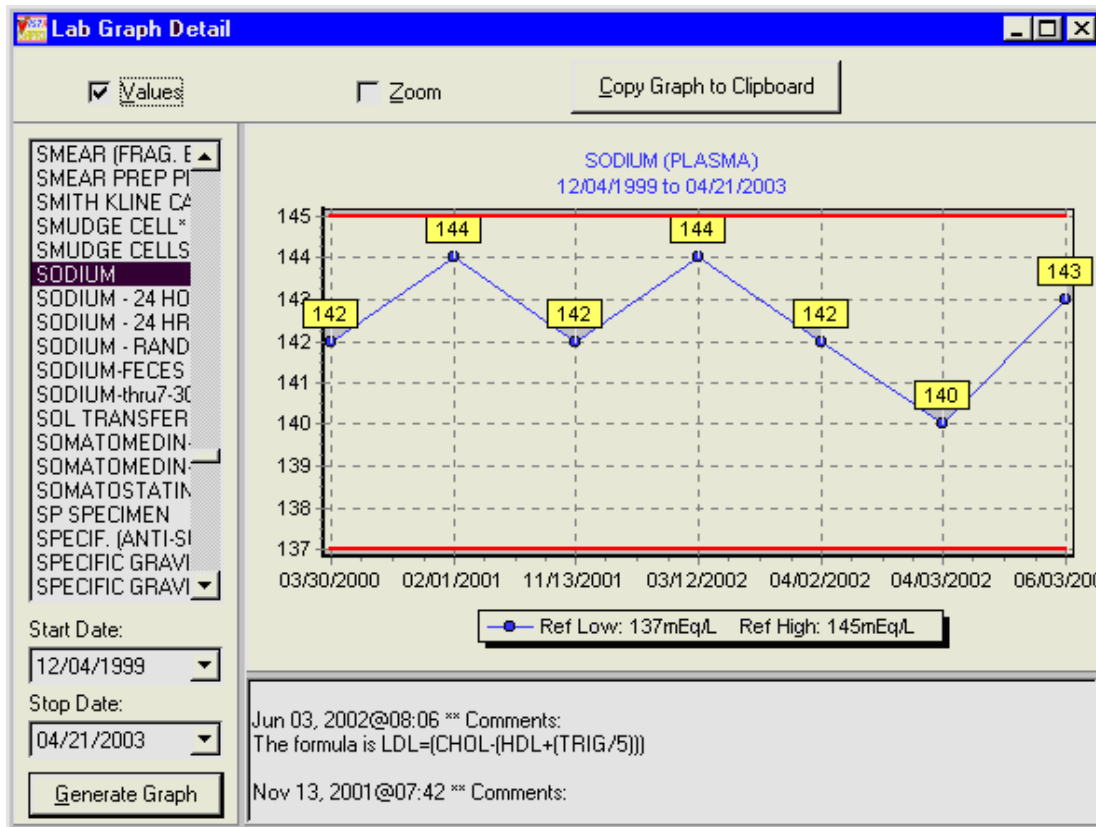 Lab Graph Detail
Values
Zoom
Copy Graph to Clipboard
SMEAR (FRAG. E
SMEAR PREP PI
SMITH KLINE CA
SMUDGE CELL*
SMUDGE CELLS
SODIUM
SODIUM - 24 HO
SODIUM - 24 HR
SODIUM - RAND
SODIUM-FECES
SODIUM-thru7-30
SOL TRANSFER
SOMATOMEDIN-
SOMATOMEDIN-
SOMATOSTATIN
SP SPECIMEN
SPECIF. (ANTI-S
SPECIFIC GRAVI
SPECIFIC GRAVI
Start Date:
12/04/1999
Stop Date:
04/21/2003
Generate Graph
SODIUM (PLASMA)
12/04/1999 to 04/21/2003
145
144
143
142
141
140
139
138
137
142
144
142
144
142
140
143
03/30/2000 02/01/2001 11/13/2001 03/12/2002 04/02/2002 04/03/2002 06/03/200
Ref Low: 137mEq/L Ref High: 145mEq/L
Jun 03, 2002@08:06 ** Comments:
The formula is LDL=(CHOL-(HDL+(TRIG/5)))
Nov 13, 2001@07:42 ** Comments: